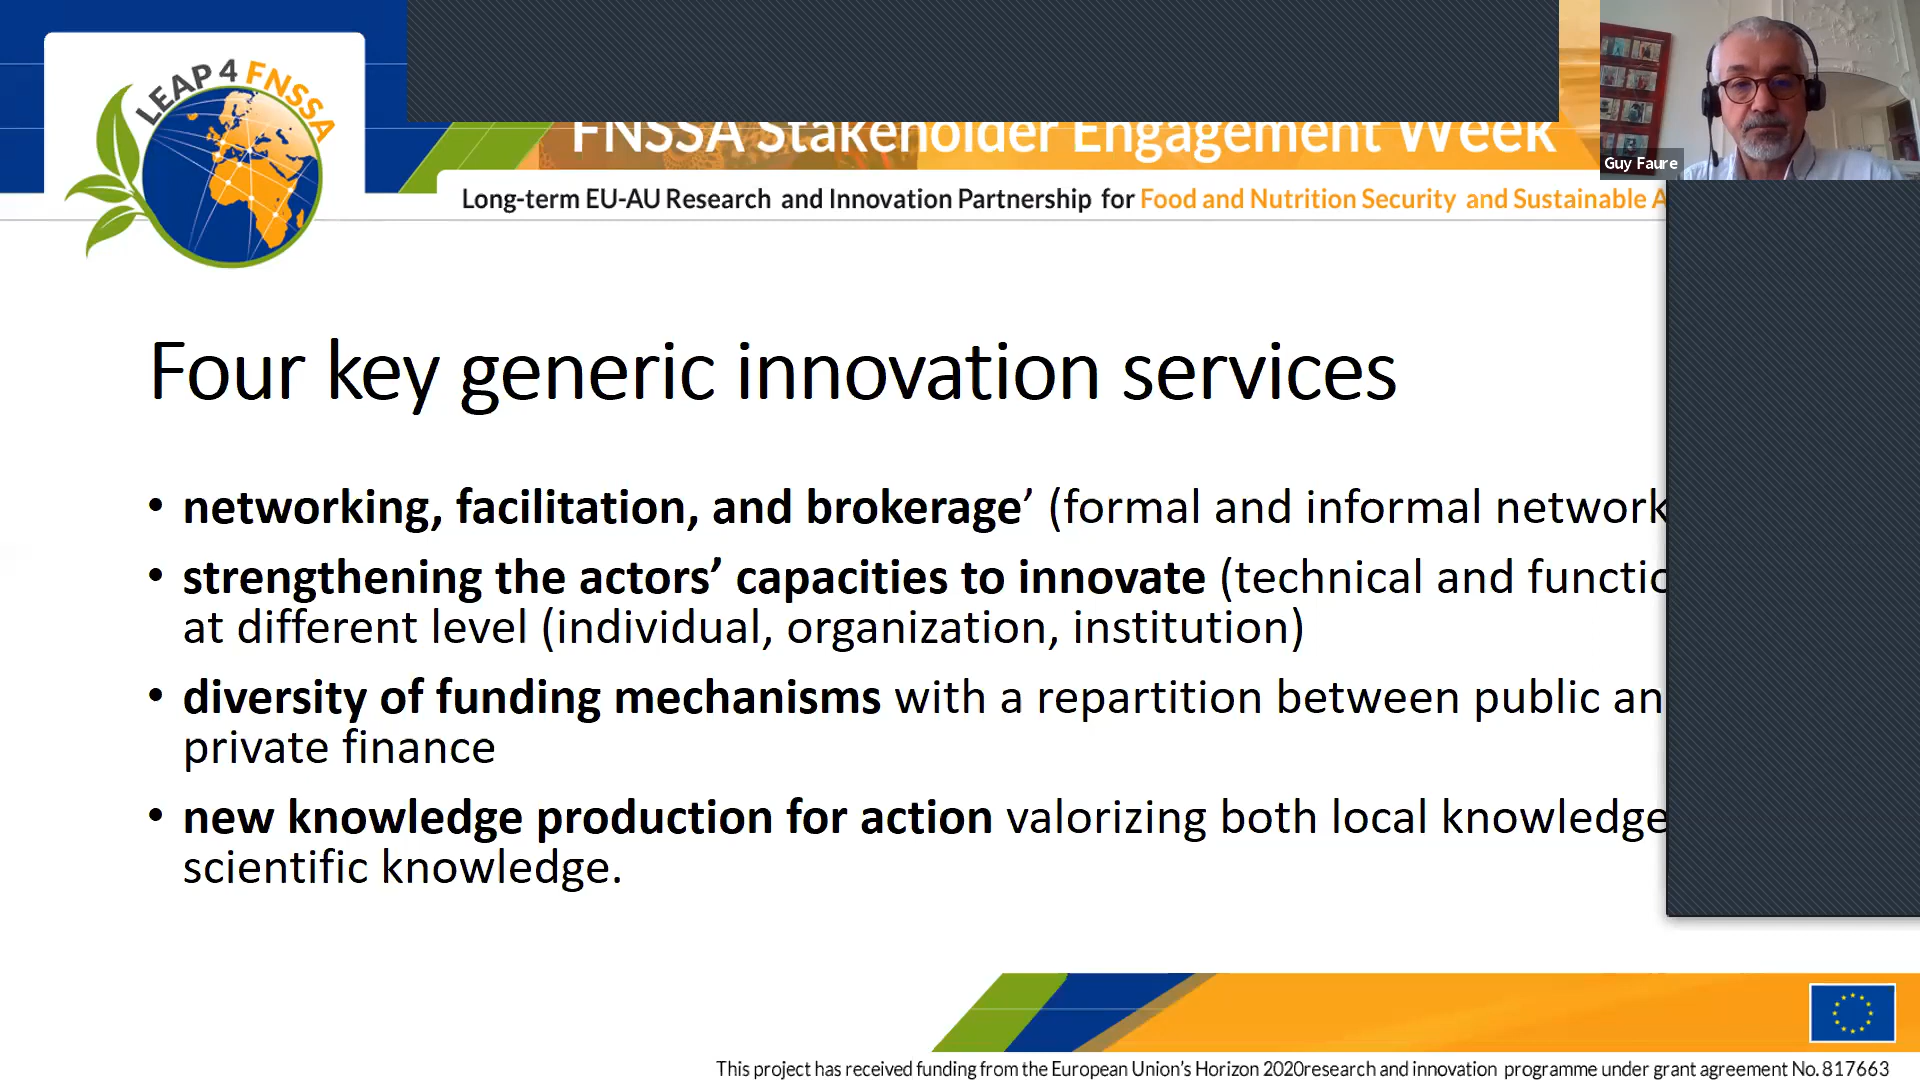 LEAP 4 FNSSA
FNSSA Stakeholder Engagement Week
Guy Faure
Long-term EU-AU Research and Innovation Partnership for Food and Nutrition Security and Sustainable A
Four key generic innovation services
• networking, facilitation, and brokerage’ (formal and informal network
• strengthening the actors’ capacities to innovate (technical and functio
at different level (individual, organization, institution)
• diversity of funding mechanisms with a repartition between public an
private finance
• new knowledge production for action valorizing both local knowledge
scientific knowledge.
This project has received funding from the European Union’s Horizon 2020research and innovation programme under grant agreement No. 817663